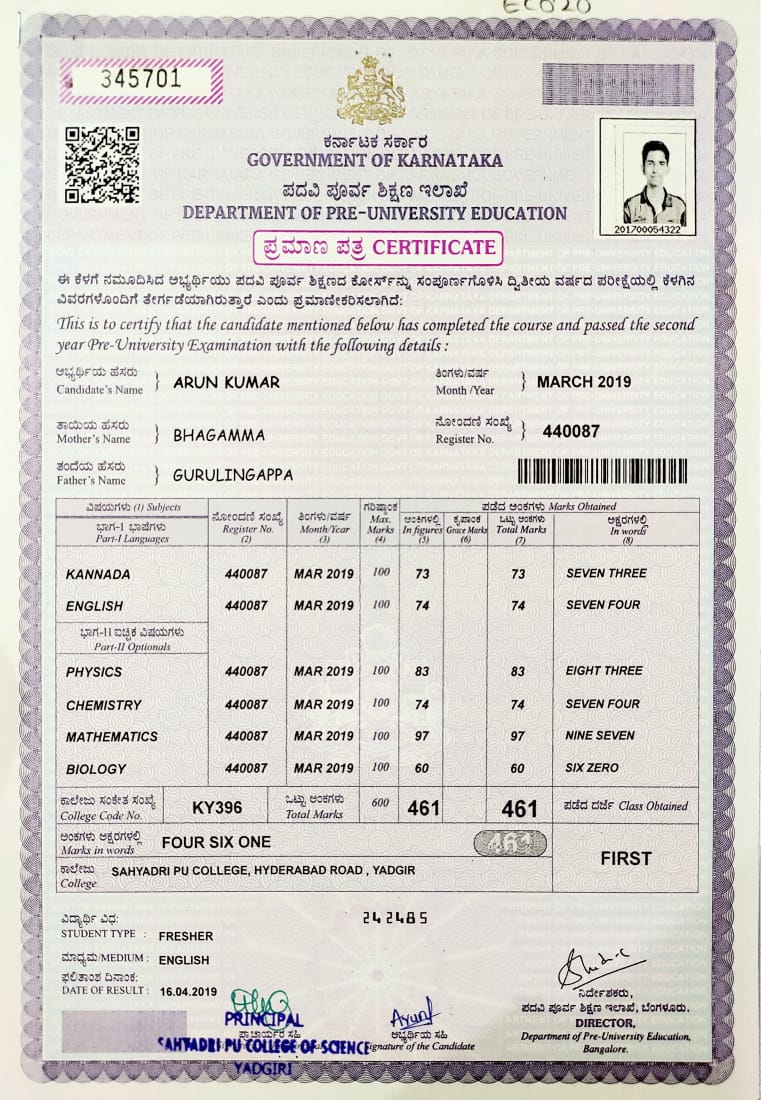 EC020
345701
ಕರ್ನಾಟಕ ಸರ್ಕಾರ
GOVERNMENT OF KARNATAKA
ಪದವಿ ಪೂರ್ವ ಶಿಕ್ಷಣ ಇಲಾಖೆ
DEPARTMENT OF PRE-UNIVERSITY EDUCATION
201700054322
ಪ್ರಮಾಣ ಪತ್ರ CERTIFICATE
ಈ ಕೆಳಗೆ ನಮೂದಿಸಿದ ಅಭ್ಯರ್ಥಿಯು ಪದವಿ ಪೂರ್ವ ಶಿಕ್ಷಣದ ಕೋರ್ಸ್‌ನ್ನು ಸಂಪೂರ್ಣಗೊಳಿಸಿ ದ್ವಿತೀಯ ವರ್ಷದ ಪರೀಕ್ಷೆಯಲ್ಲಿ ಕೆಳಗಿನ
ವಿವರಗಳೊಂದಿಗೆ ತೇರ್ಗಡೆಯಾಗಿರುತ್ತಾರೆ ಎಂದು ಪ್ರಮಾಣೀಕರಿಸಲಾಗಿದೆ:
This is to certify that the candidate mentioned below has completed the course and passed the second
year Pre-University Examination with the following details :
ಅಭ್ಯರ್ಥಿಯ ಹೆಸರು ತಿಂಗಳು/ವರ್ಷ
Candidate's Name } ARUN KUMAR Month /Year } MARCH 2019
ತಾಯಿಯ ಹೆಸರು ನೋಂದಣಿ ಸಂಖ್ಯೆ
Mother's Name } BHAGAMMA Register No. } 440087
ತಂದೆಯ ಹೆಸರು
Father's Name } GURULINGAPPA
ವಿಷಯಗಳು (1) Subjects ನೋಂದಣಿ ಸಂಖ್ಯೆ ತಿಂಗಳು/ವರ್ಷ ಗರಿಷ್ಠಾಂಕ ಪಡೆದ ಅಂಕಗಳು Marks Obtained
ಭಾಗ-I ಭಾಷೆಗಳು Register No. Month/Year Max. Marks ಅಂಕಿಗಳಲ್ಲಿ ಕೃಪಾಂಕ ಒಟ್ಟು ಅಂಕಗಳು ಅಕ್ಷರಗಳಲ್ಲಿ
Part-I Languages (2) (3) (4) In figures (5) Grace Marks (6) Total Marks (7) In words (8)
KANNADA 440087 MAR 2019 100 73 73 SEVEN THREE
ENGLISH 440087 MAR 2019 100 74 74 SEVEN FOUR
ಭಾಗ-II ಐಚ್ಛಿಕ ವಿಷಯಗಳು
Part-II Optionals
PHYSICS 440087 MAR 2019 100 83 83 EIGHT THREE
CHEMISTRY 440087 MAR 2019 100 74 74 SEVEN FOUR
MATHEMATICS 440087 MAR 2019 100 97 97 NINE SEVEN
BIOLOGY 440087 MAR 2019 100 60 60 SIX ZERO
ಕಾಲೇಜು ಸಂಕೇತ ಸಂಖ್ಯೆ ಒಟ್ಟು ಅಂಕಗಳು
College Code No. KY396 Total Marks 600 461 461 ಪಡೆದ ದರ್ಜೆ Class Obtained
ಅಂಕಗಳು ಅಕ್ಷರಗಳಲ್ಲಿ
Marks in words FOUR SIX ONE 461
FIRST
ಕಾಲೇಜು
College SAHYADRI PU COLLEGE, HYDERABAD ROAD , YADGIR
242485
ವಿದ್ಯಾರ್ಥಿ ವಿಧ:
STUDENT TYPE : FRESHER
ಮಾಧ್ಯಮ/MEDIUM : ENGLISH
ಫಲಿತಾಂಶ ದಿನಾಂಕ:
DATE OF RESULT : 16.04.2019
PRINCIPAL
ಪ್ರಾಚಾರ್ಯರ ಸಹಿ
SAHYADRI PU COLLEGE OF SCIENCE
YADGIRI
Arunk
ಅಭ್ಯರ್ಥಿಯ ಸಹಿ
Signature of the Candidate
ನಿರ್ದೇಶಕರು,
ಪದವಿ ಪೂರ್ವ ಶಿಕ್ಷಣ ಇಲಾಖೆ, ಬೆಂಗಳೂರು.
DIRECTOR,
Department of Pre-University Education,
Bangalore.